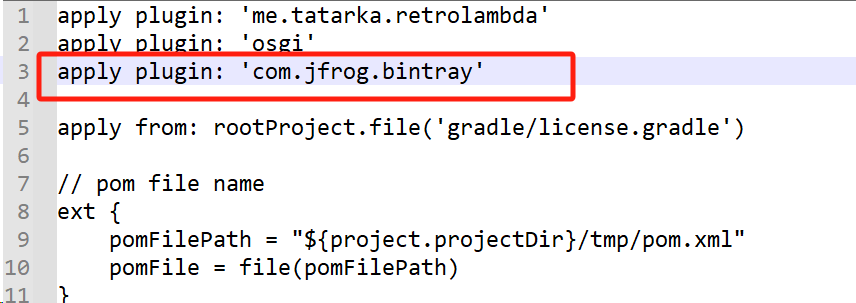 1 apply plugin: 'me.tatarka.retrolambda'
2 apply plugin: 'osgi'
3 apply plugin: 'com.jfrog.bintray'
4
5 apply from: rootProject.file('gradle/license.gradle')
6
7 // pom file name
8 ext {
9     pomFilePath = "${project.projectDir}/tmp/pom.xml"
10     pomFile = file(pomFilePath)
11 }